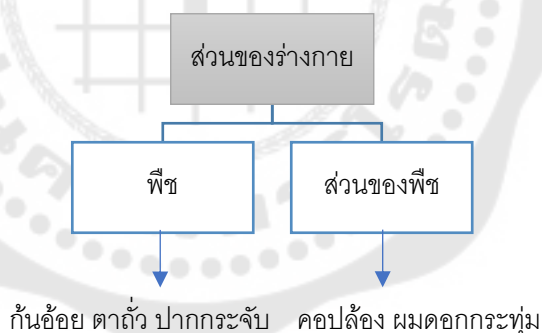 ส่วนของร่างกาย
พืช ส่วนของพืช
ก้นอ้อย ตาถั่ว ปากกระจับ คอปล้อง ผมดอกกระทุ่ม